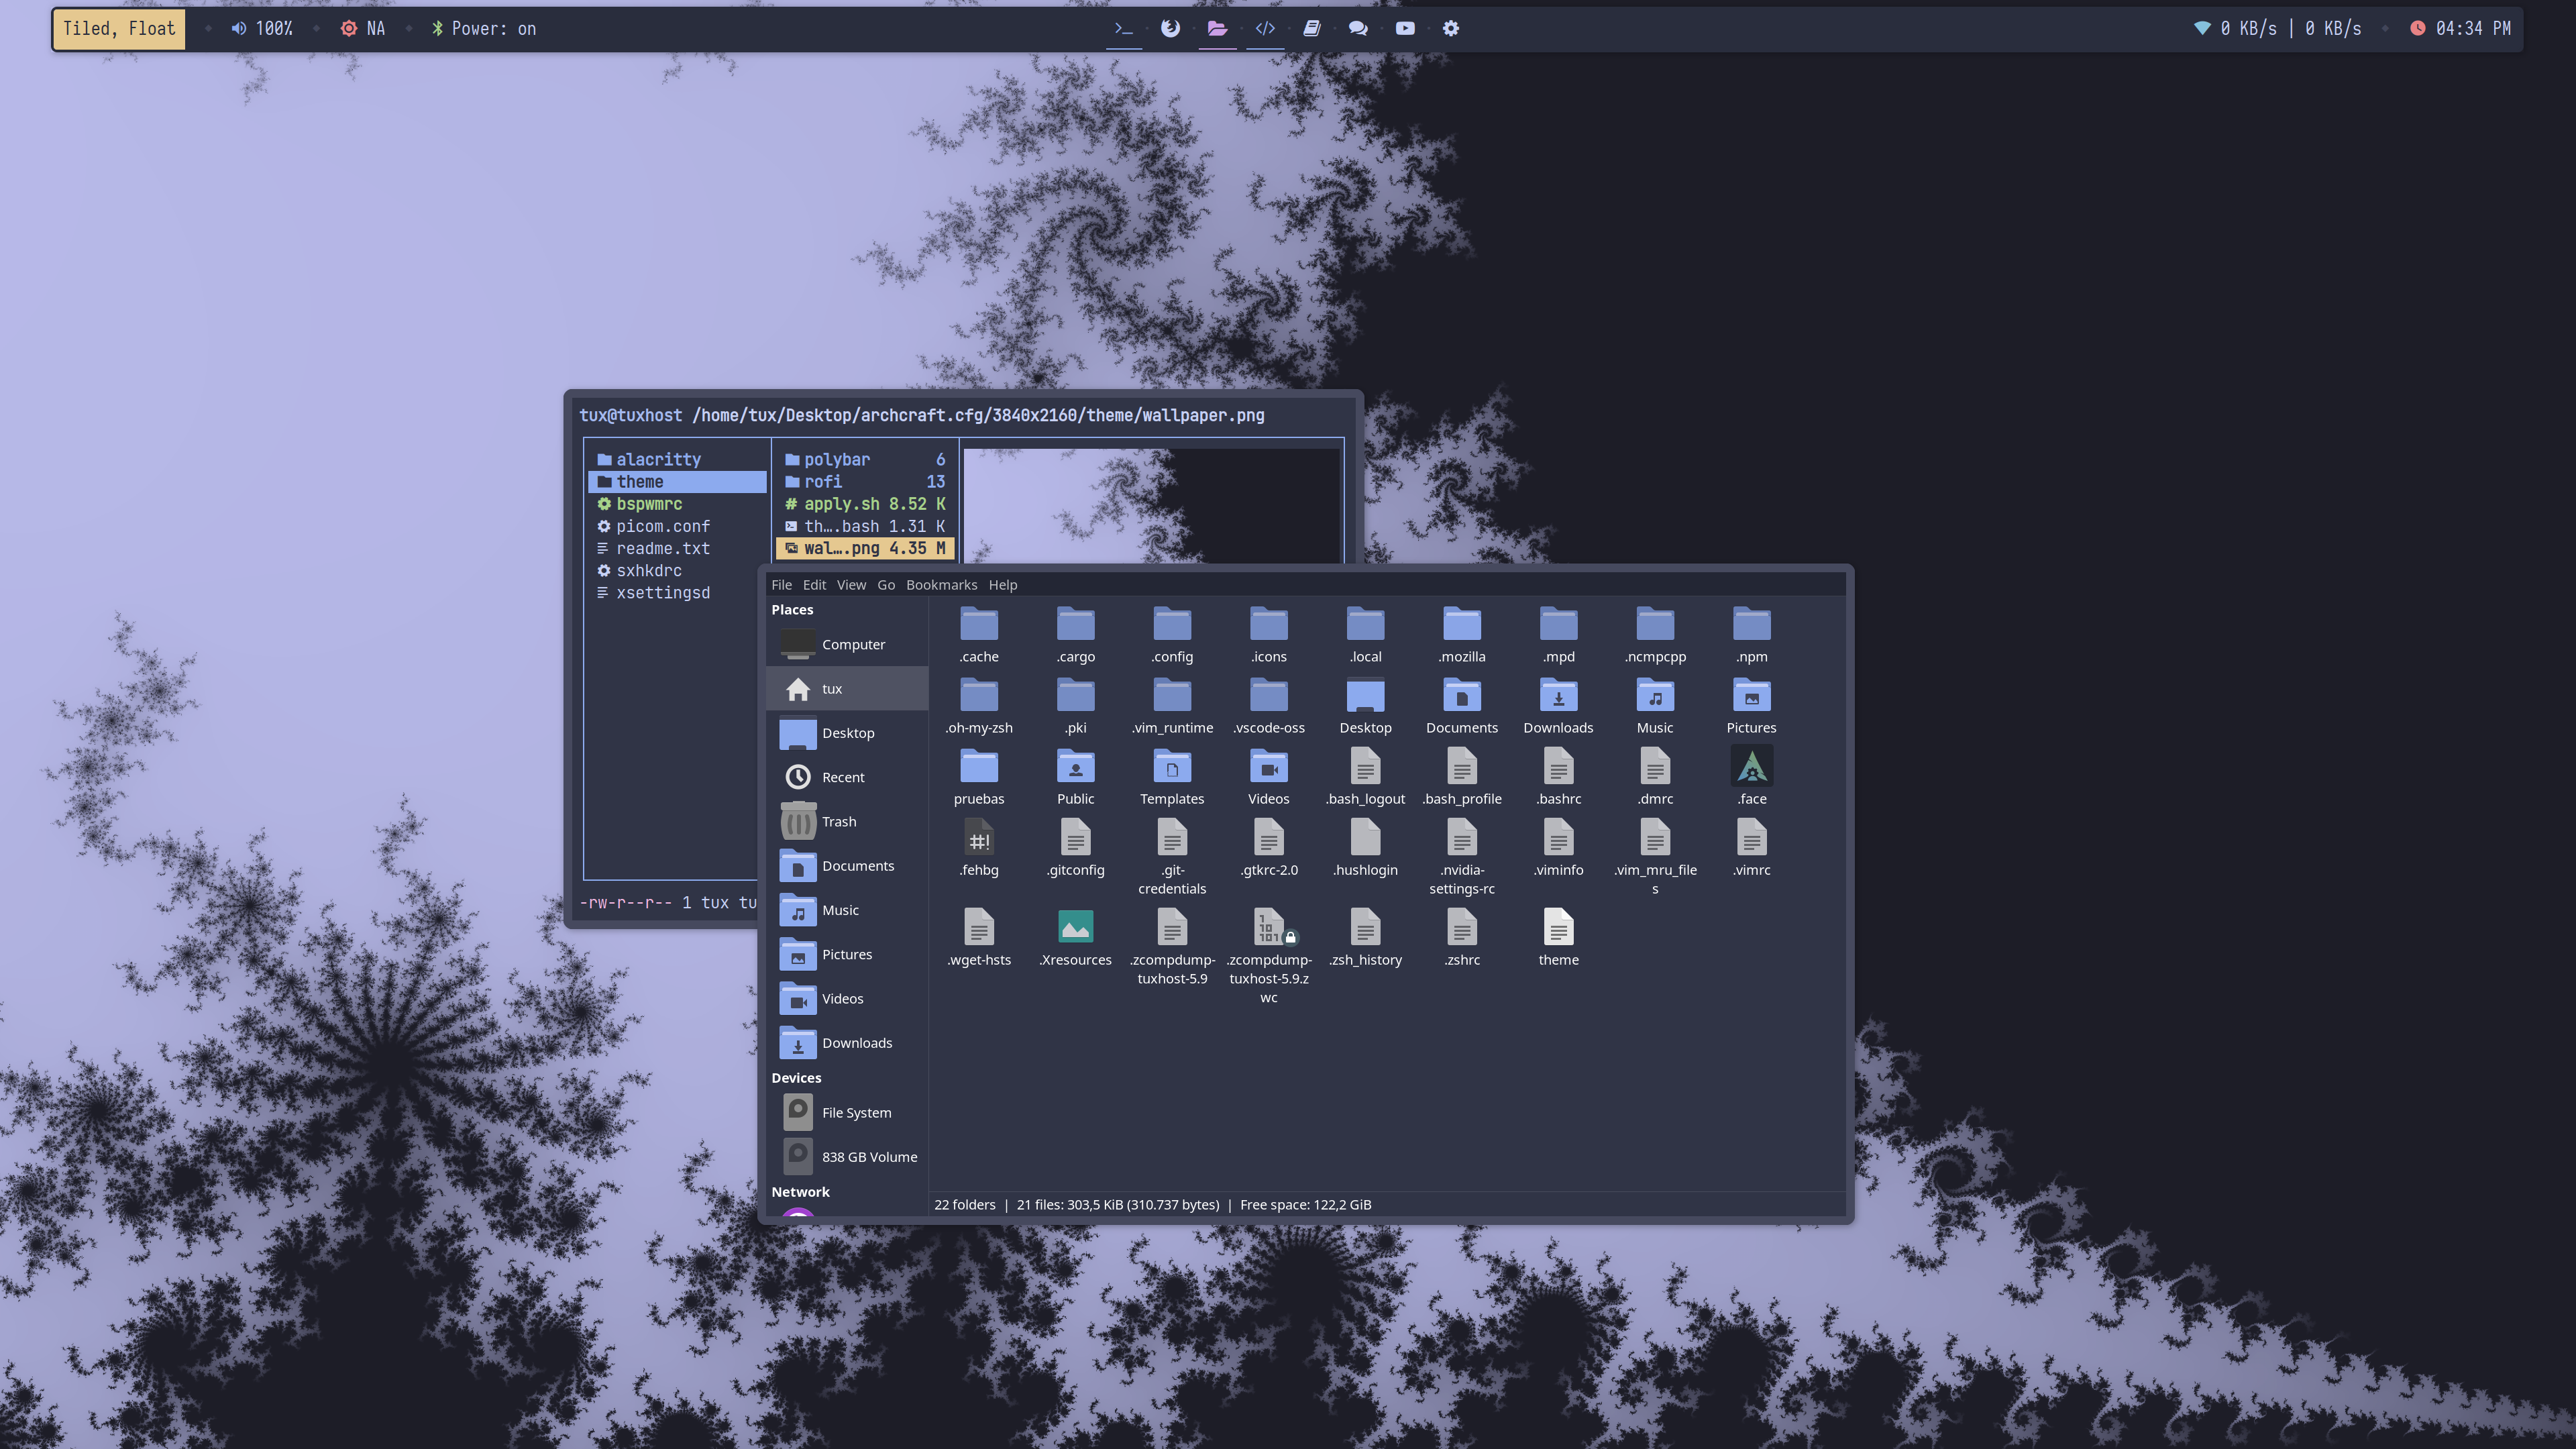 Tiled, Float
100%
NA
Power: on
0 KB/s | 0 KB/s
04:34 PM
tux@tuxhost /home/tux/Desktop/archcraft.cfg/3840x2160/theme/wallpaper.png
alacritty
theme
bspwmrc
picom.conf
readme.txt
sxhkdrc
xsettingsd
polybar 6
rofi 13
apply.sh 8.52 K
th….bash 1.31 K
wal….png 4.35 M
-rw-r--r-- 1 tux tu
File Edit View Go Bookmarks Help
Places
Computer
tux
Desktop
Recent
Trash
Documents
Music
Pictures
Videos
Downloads
Devices
File System
838 GB Volume
Network
.cache .cargo .config .icons .local .mozilla .mpd .ncmpcpp .npm
.oh-my-zsh .pki .vim_runtime .vscode-oss Desktop Documents Downloads Music Pictures
pruebas Public Templates Videos .bash_logout .bash_profile .bashrc .dmrc .face
#!
.fehbg .gitconfig .git-credentials .gtkrc-2.0 .hushlogin .nvidia-settings-rc .viminfo .vim_mru_files .vimrc
.wget-hsts .Xresources .zcompdump-tuxhost-5.9 .zcompdump-tuxhost-5.9.zwc .zsh_history .zshrc theme
22 folders | 21 files: 303,5 KiB (310.737 bytes) | Free space: 122,2 GiB